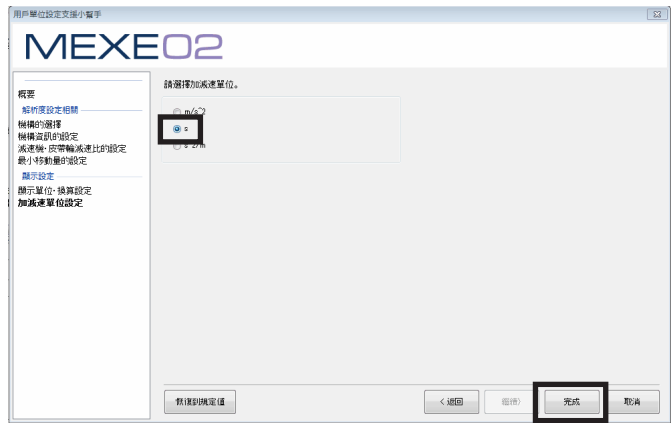 用戶單位設定支援小幫手
MEXE02
請選擇加減速單位。
概要
解析度設定相關
機構的選擇
機構資訊的設定
減速機·皮帶輪減速比的設定
最小移動量的設定
顯示設定
顯示單位·換算設定
加減速單位設定
m/s^2
s
s^2/m
恢復到規定值
< 返回
繼續>
完成
取消